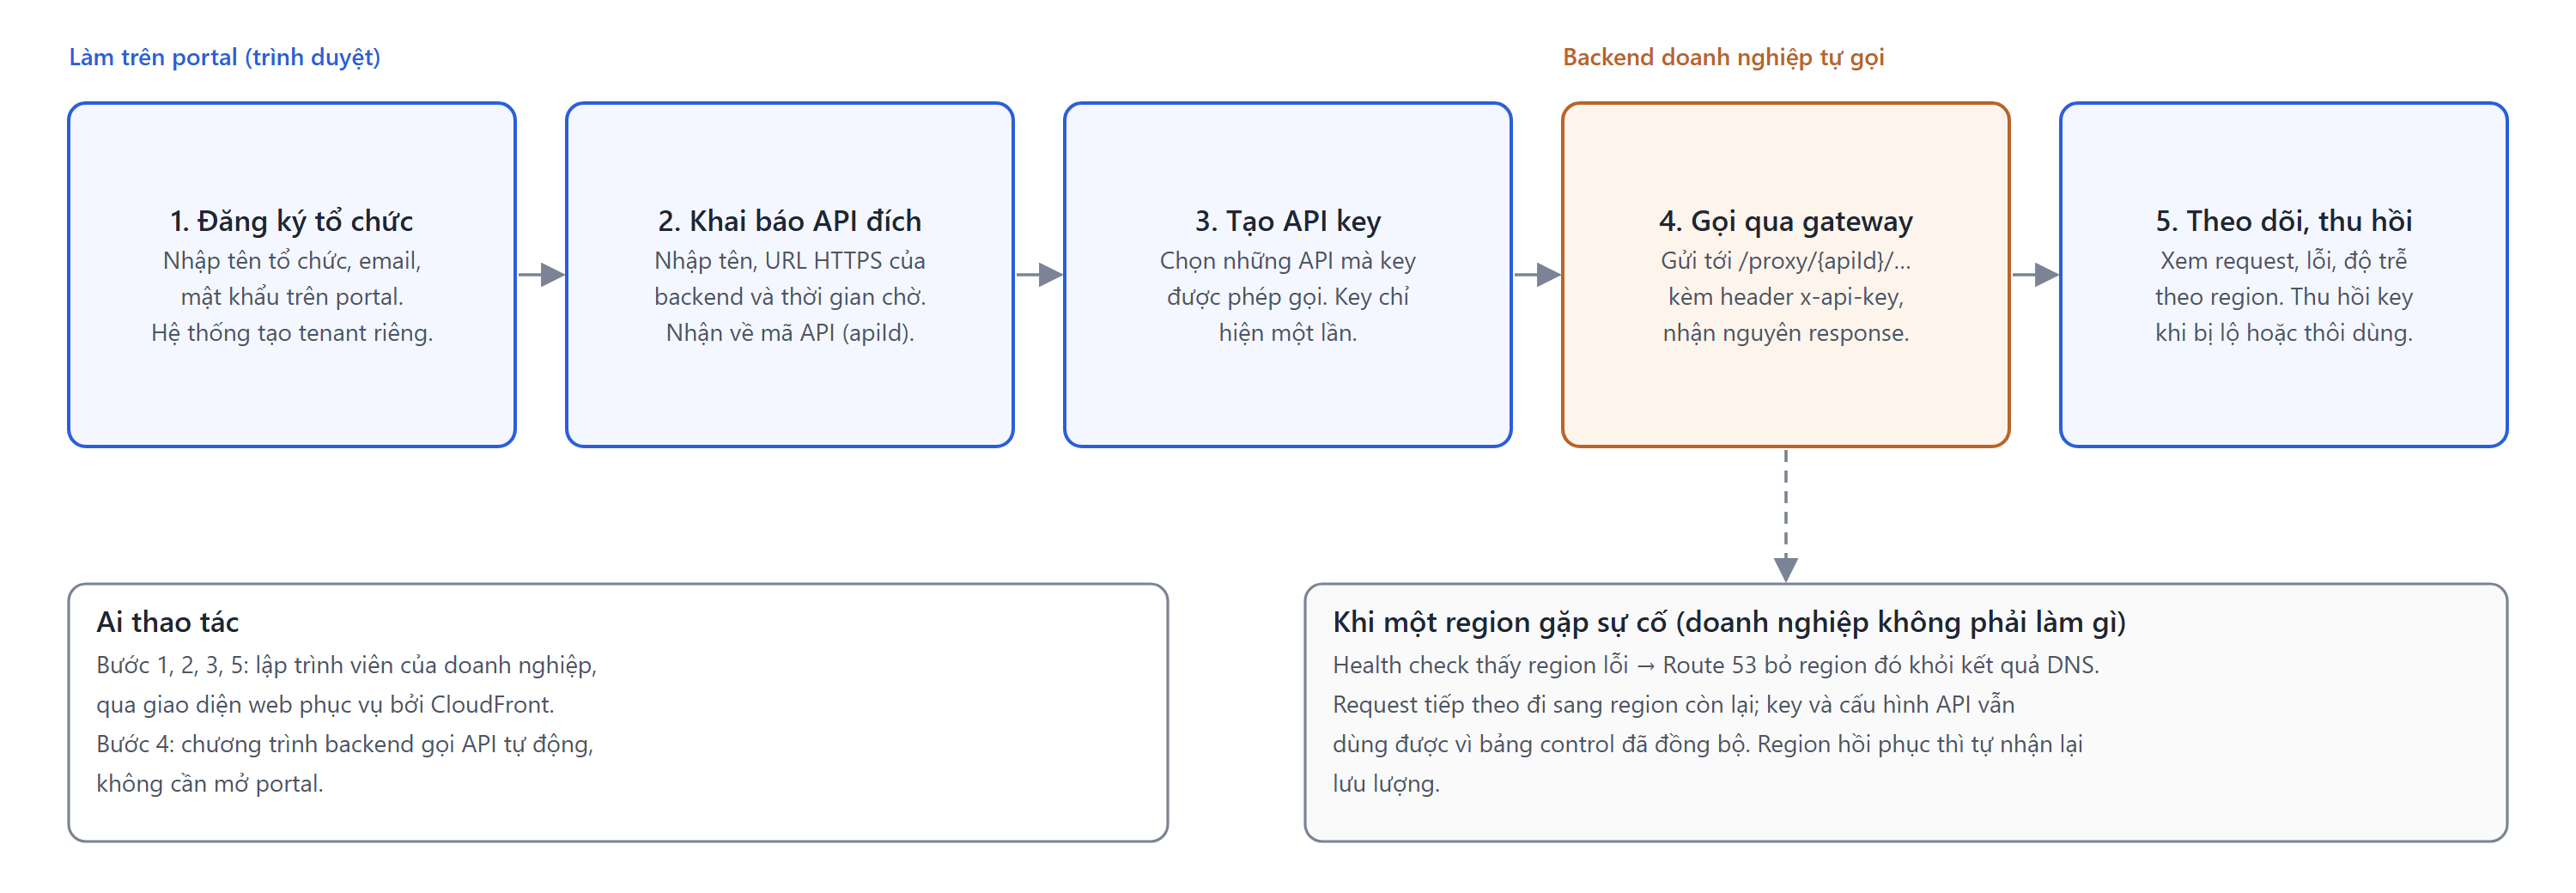 Làm trên portal (trình duyệt)
Backend doanh nghiệp tự gọi
1. Đăng ký tổ chức
Nhập tên tổ chức, email,
mật khẩu trên portal.
Hệ thống tạo tenant riêng.
2. Khai báo API đích
Nhập tên, URL HTTPS của
backend và thời gian chờ.
Nhận về mã API (apiId).
3. Tạo API key
Chọn những API mà key
được phép gọi. Key chỉ
hiện một lần.
4. Gọi qua gateway
Gửi tới /proxy/{apiId}/...
kèm header x-api-key,
nhận nguyên response.
5. Theo dõi, thu hồi
Xem request, lỗi, độ trễ
theo region. Thu hồi key
khi bị lộ hoặc thôi dùng.
Ai thao tác
Bước 1, 2, 3, 5: lập trình viên của doanh nghiệp,
qua giao diện web phục vụ bởi CloudFront.
Bước 4: chương trình backend gọi API tự động,
không cần mở portal.
Khi một region gặp sự cố (doanh nghiệp không phải làm gì)
Health check thấy region lỗi → Route 53 bỏ region đó khỏi kết quả DNS.
Request tiếp theo đi sang region còn lại; key và cấu hình API vẫn
dùng được vì bảng control đã đồng bộ. Region hồi phục thì tự nhận lại
lưu lượng.